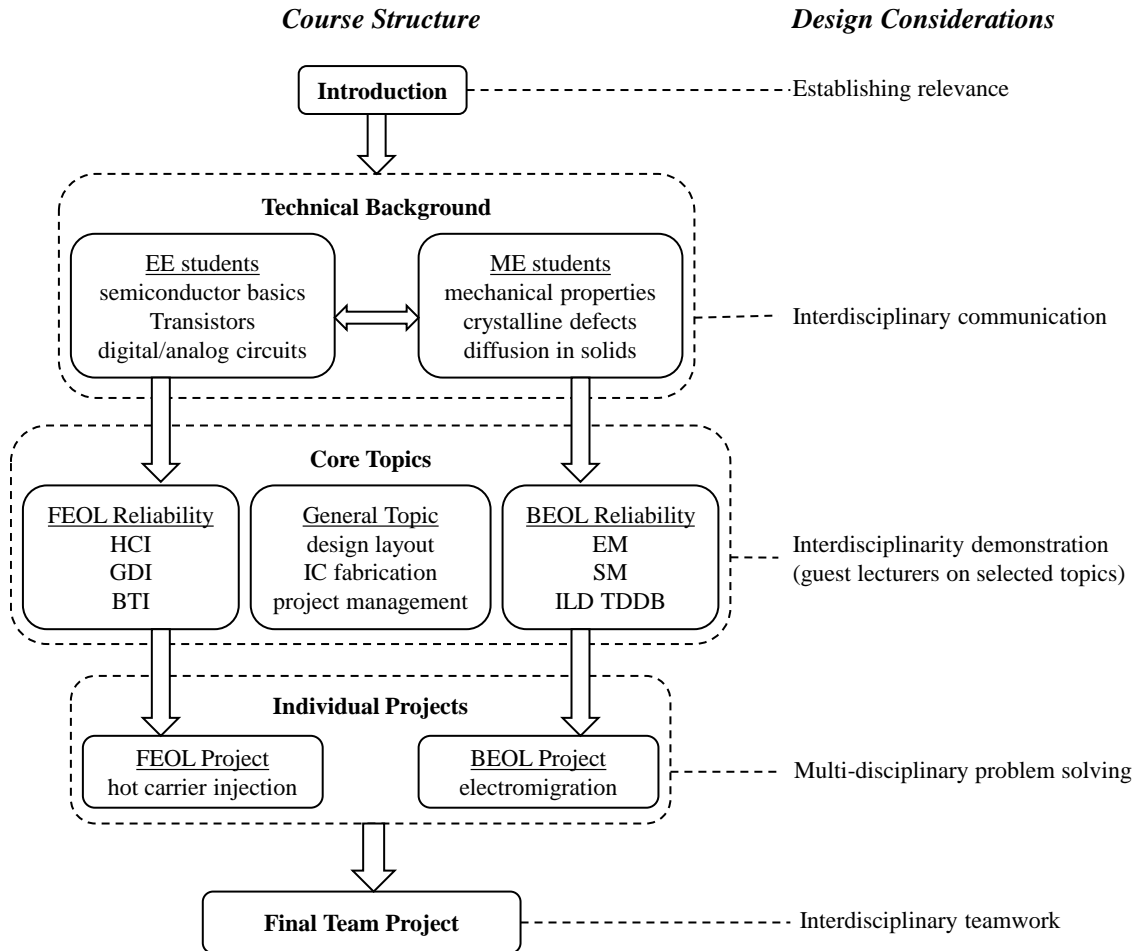 Course Structure
Design Considerations
Introduction
Establishing relevance
Technical Background
EE students
semiconductor basics
Transistors
digital/analog circuits
ME students
mechanical properties
crystalline defects
diffusion in solids
Interdisciplinary communication
Core Topics
FEOL Reliability
HCI
GDI
BTI
General Topic
design layout
IC fabrication
project management
BEOL Reliability
EM
SM
ILD TDDB
Interdisciplinarity demonstration
(guest lecturers on selected topics)
Individual Projects
FEOL Project
hot carrier injection
BEOL Project
electromigration
Multi-disciplinary problem solving
Final Team Project
Interdisciplinary teamwork